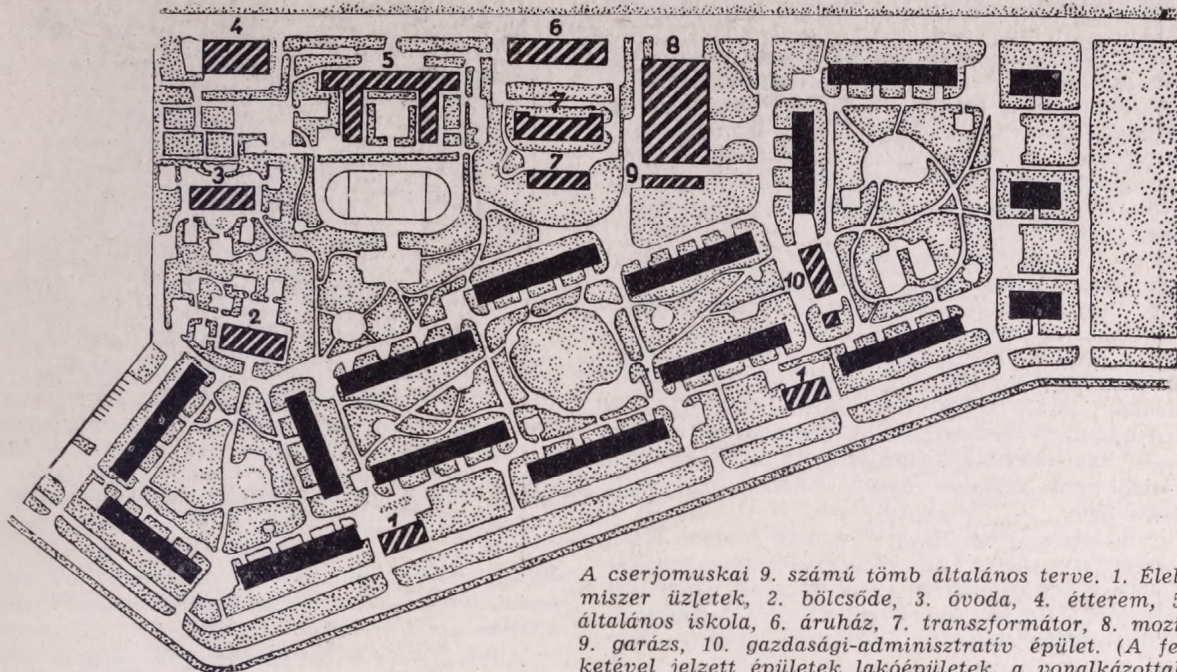 4
6
8
5
7
3
7
9
10
2
1
1
A cserjomuskai 9. számú tömb általános terve. 1. Élel
miszer üzletek, 2. bölcsőde, 3. óvoda, 4. étterem, 5
általános iskola, 6. áruház, 7. transzformátor, 8. mozi
9. garázs, 10. gazdasági-adminisztratív épület. (A fe
ketével jelzett épületek lakóépületek, a vonalkázottak